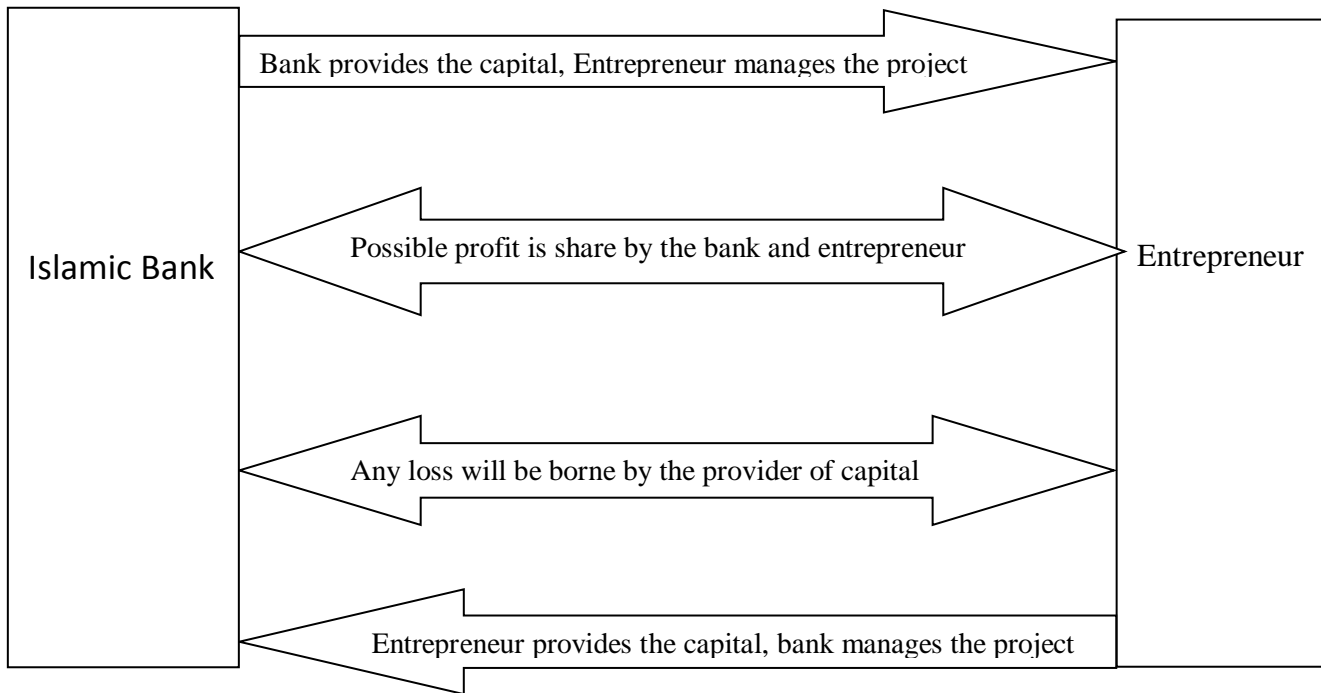 Bank provides the capital, Entrepreneur manages the project
Islamic Bank
Possible profit is share by the bank and entrepreneur
Entrepreneur
Any loss will be borne by the provider of capital
Entrepreneur provides the capital, bank manages the project